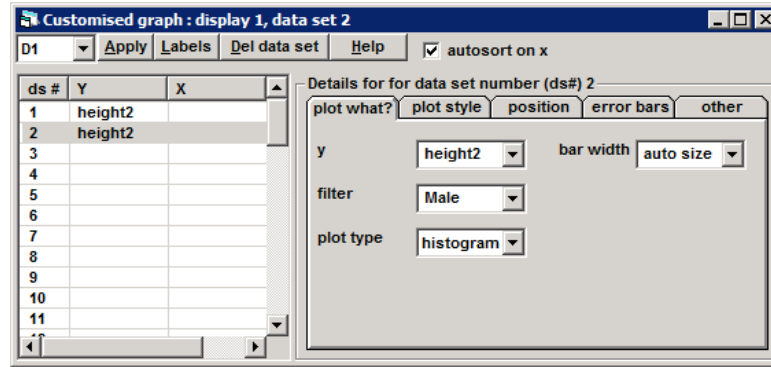 Customised graph : display 1, data set 2
D1 Apply Labels Del data set Help autosort on x
ds # Y X
1 height2
2 height2
3
4
5
6
7
8
9
10
11
Details for for data set number (ds#) 2
plot what? plot style position error bars other
y height2 bar width auto size
filter Male
plot type histogram